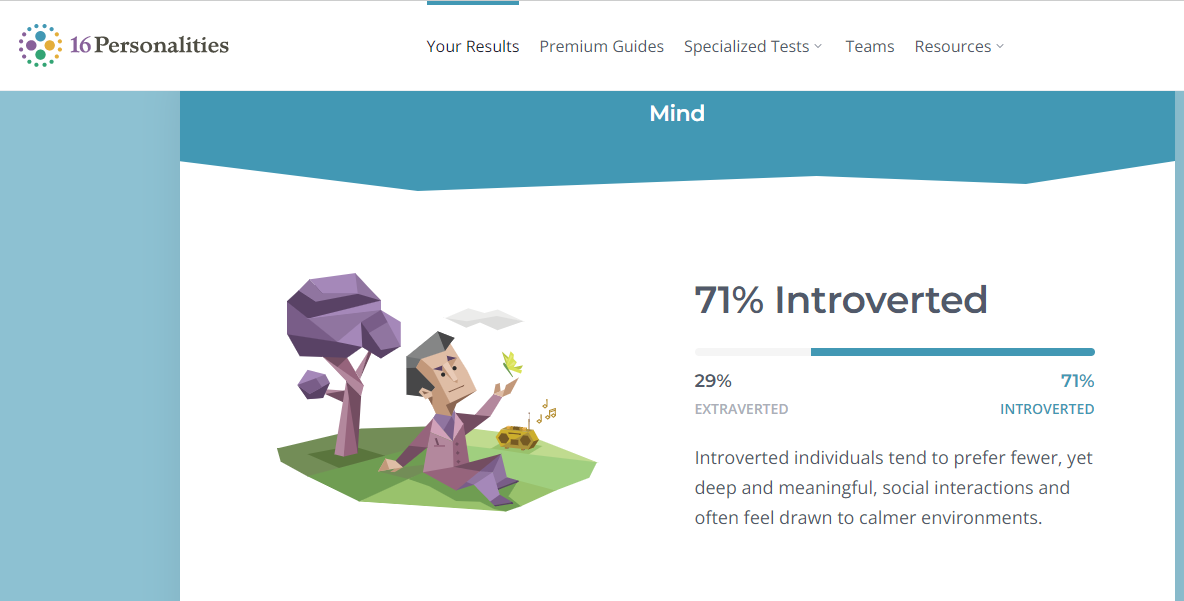 16Personalities
Your Results
Premium Guides
Specialized Tests
Teams
Resources
Mind
71% Introverted
29%
71%
EXTRAVERTED
INTROVERTED
Introverted individuals tend to prefer fewer, yet
deep and meaningful, social interactions and
often feel drawn to calmer environments.